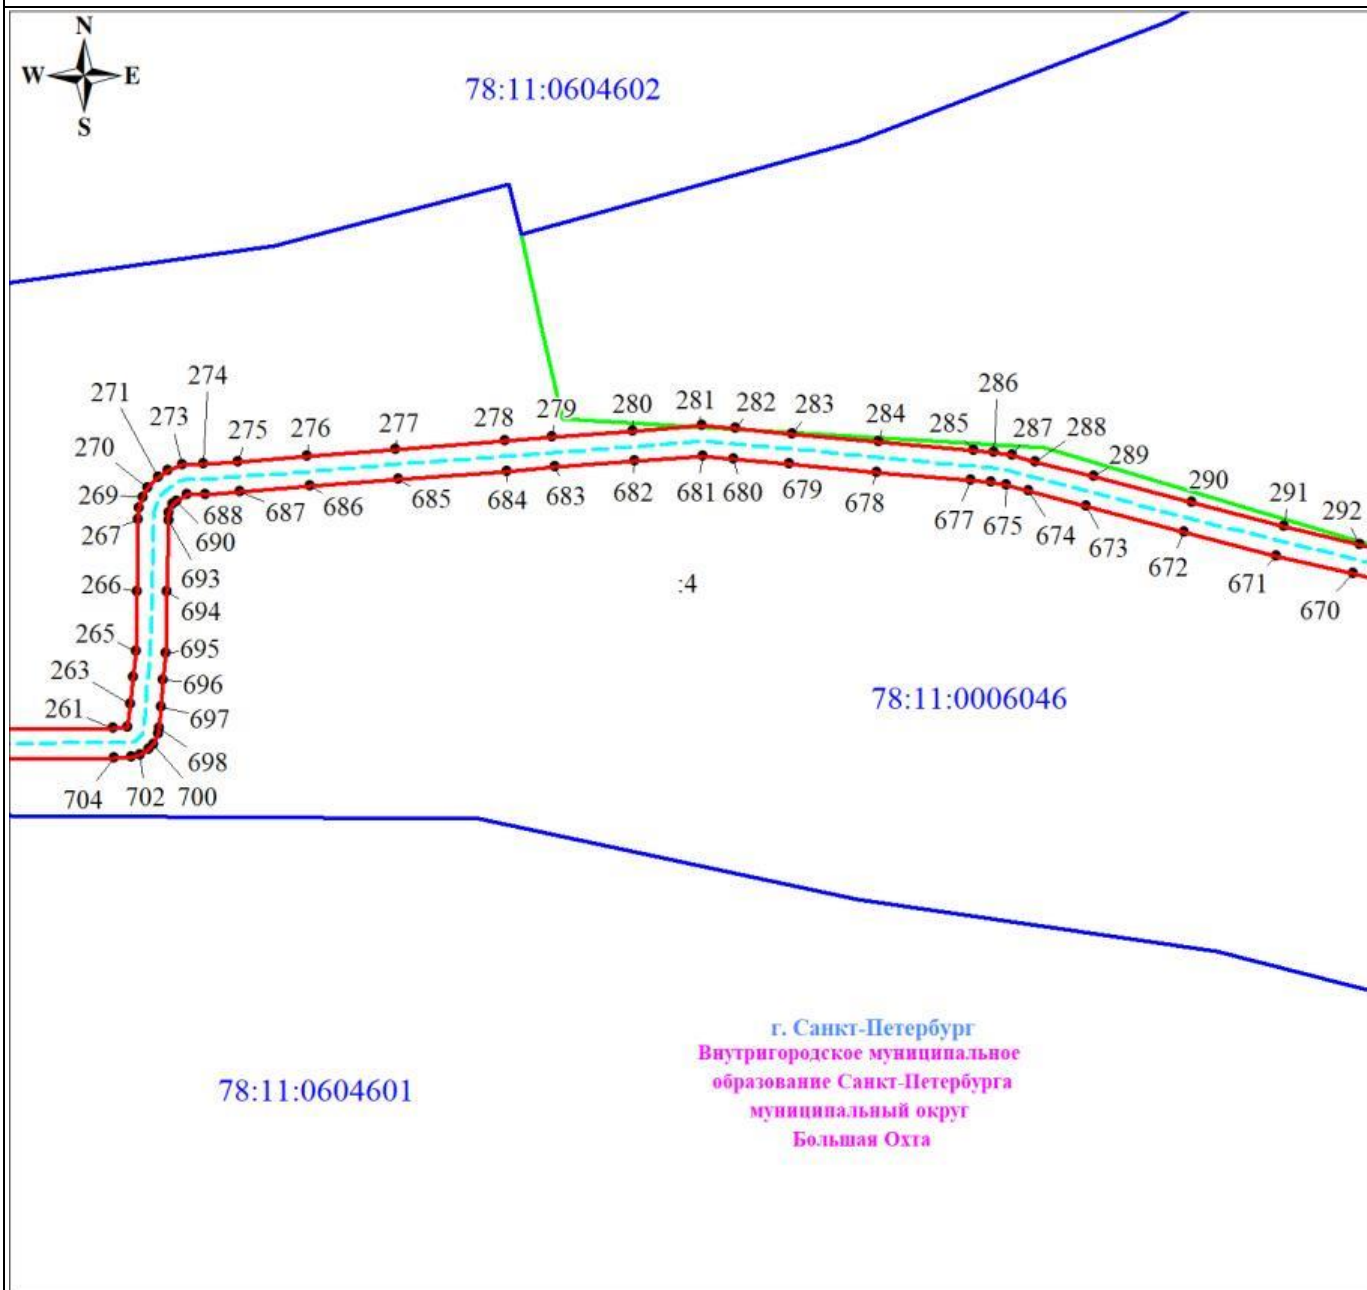 N
W E
S
78:11:0604602
274
271 273 275 276 277 278 279 280 281 282 283 284 285 286 287 288 289 290 291 292
270
269
267
266
265
263
261
704 702 700
698
697
696
695
694
693
690
688 687 686 685 684 683 682 681 680 679 678 677 675 674 673 672 671 670
:4
78:11:0006046
г. Санкт-Петербург
Внутригородское муниципальное
образование Санкт-Петербурга
муниципальный округ
Большая Охта
78:11:0604601